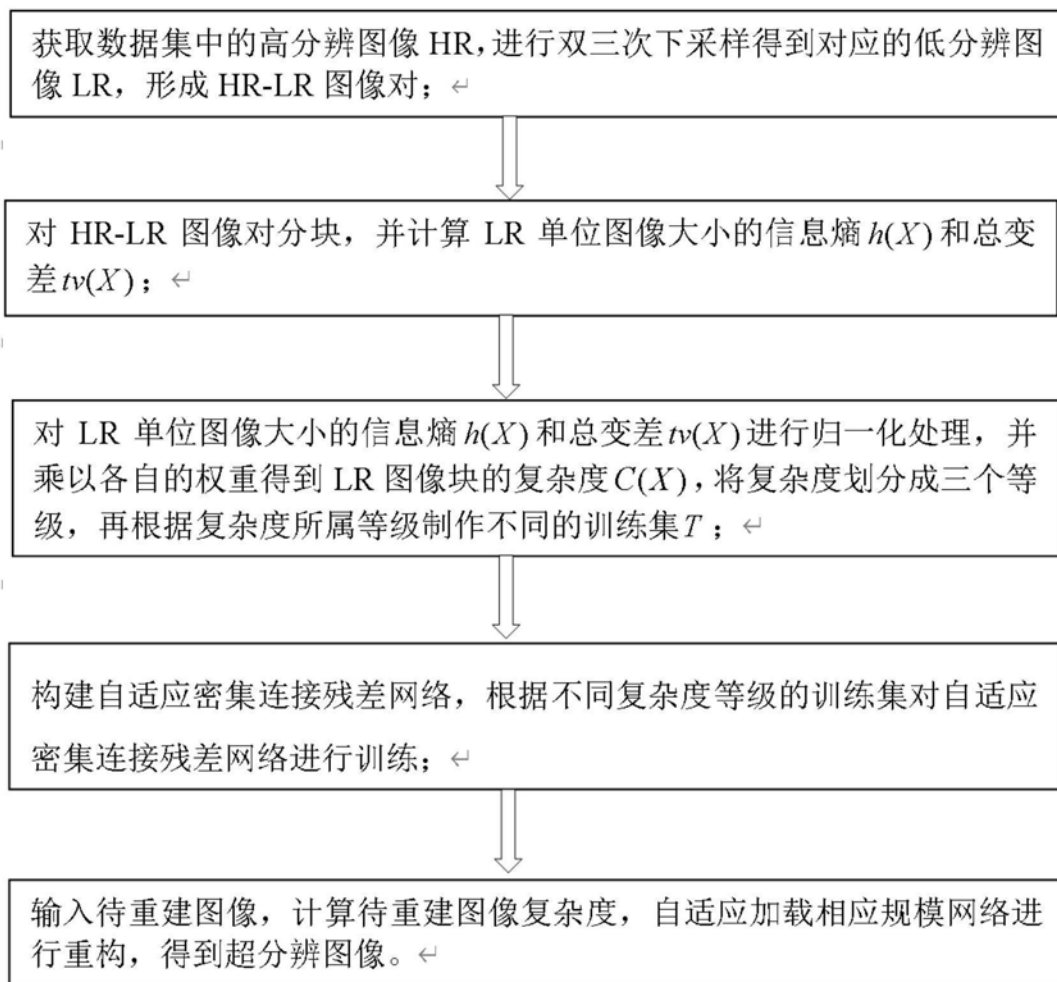 获取数据集中的高分辨图像 HR，进行双三次下采样得到对应的低分辨图
像 LR，形成 HR-LR 图像对；↵
对 HR-LR 图像对分块，并计算 LR 单位图像大小的信息熵 h(X) 和总变
差 tv(X)；↵
对 LR 单位图像大小的信息熵 h(X) 和总变差 tv(X) 进行归一化处理，并
乘以各自的权重得到 LR 图像块的复杂度 C(X)，将复杂度划分成三个等
级，再根据复杂度所属等级制作不同的训练集 T；↵
构建自适应密集连接残差网络，根据不同复杂度等级的训练集对自适应
密集连接残差网络进行训练；↵
输入待重建图像，计算待重建图像复杂度，自适应加载相应规模网络进
行重构，得到超分辨图像。↵